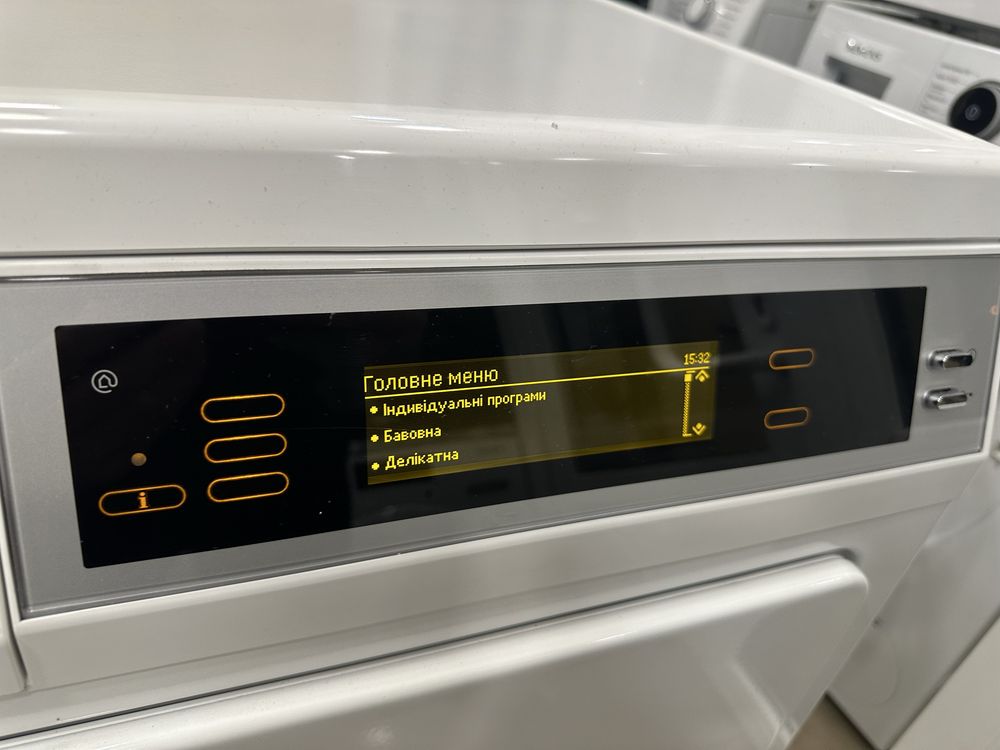 15:32
Головне меню
• Індивідуальні програми
• Бавовна
• Делікатна
i